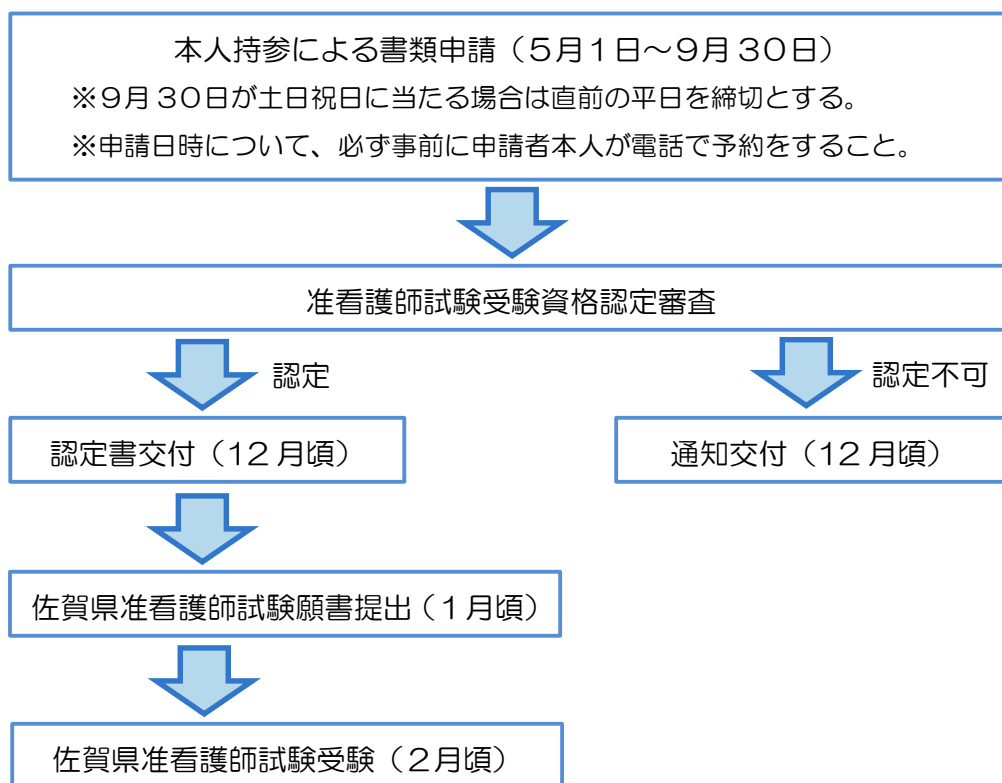 本人持参による書類申請（５月１日～９月３０日）
※９月３０日が土日祝日に当たる場合は直前の平日を締切とする。
※申請日時について、必ず事前に申請者本人が電話で予約をすること。
准看護師試験受験資格認定審査
認定
認定不可
認定書交付（12月頃）
通知交付（12月頃）
佐賀県准看護師試験願書提出（１月頃）
佐賀県准看護師試験受験（２月頃）